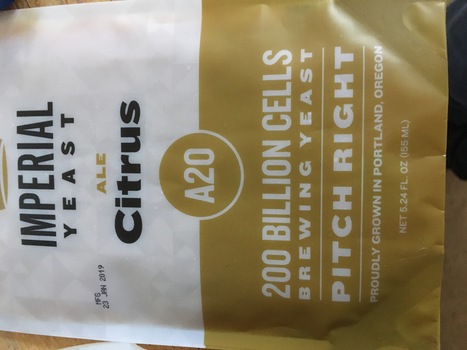 IMPERIAL
YEAST
ALE
Citrus
MFG
23 JAN 2019
A20
200 BILLION CELLS
BREWING YEAST
PITCH RIGHT
PROUDLY GROWN IN PORTLAND, OREGON
NET 5.24 FL OZ (155 ML)